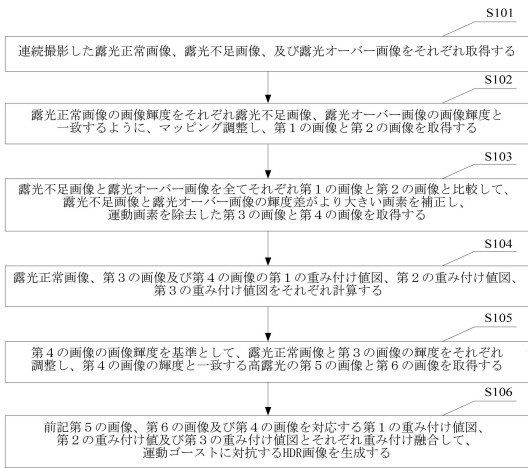 S101
連続撮影した露光正常画像、露光不足画像、及び露光オーバー画像をそれぞれ取得する
S102
露光正常画像の画像輝度をそれぞれ露光不足画像、露光オーバー画像の画像輝度と
一致するように、マッピング調整し、第１の画像と第２の画像を取得する
S103
露光不足画像と露光オーバー画像を全てそれぞれ第１の画像と第２の画像と比較して、
露光不足画像と露光オーバー画像の輝度差がより大きい画素を補正し、
運動画素を除去した第３の画像と第４の画像を取得する
S104
露光正常画像、第３の画像及び第４の画像の第１の重み付け値図、第２の重み付け値図、
第３の重み付け値図をそれぞれ計算する
S105
第４の画像の画像輝度を基準として、露光正常画像と第３の画像の輝度をそれぞれ
調整し、第４の画像の輝度と一致する高露光の第５の画像と第６の画像を取得する
S106
前記第５の画像、第６の画像及び第４の画像を対応する第１の重み付け値図、
第２の重み付け値及び第３の重み付け値図とそれぞれ重み付け融合して、
運動ゴーストに対抗するHDR画像を生成する